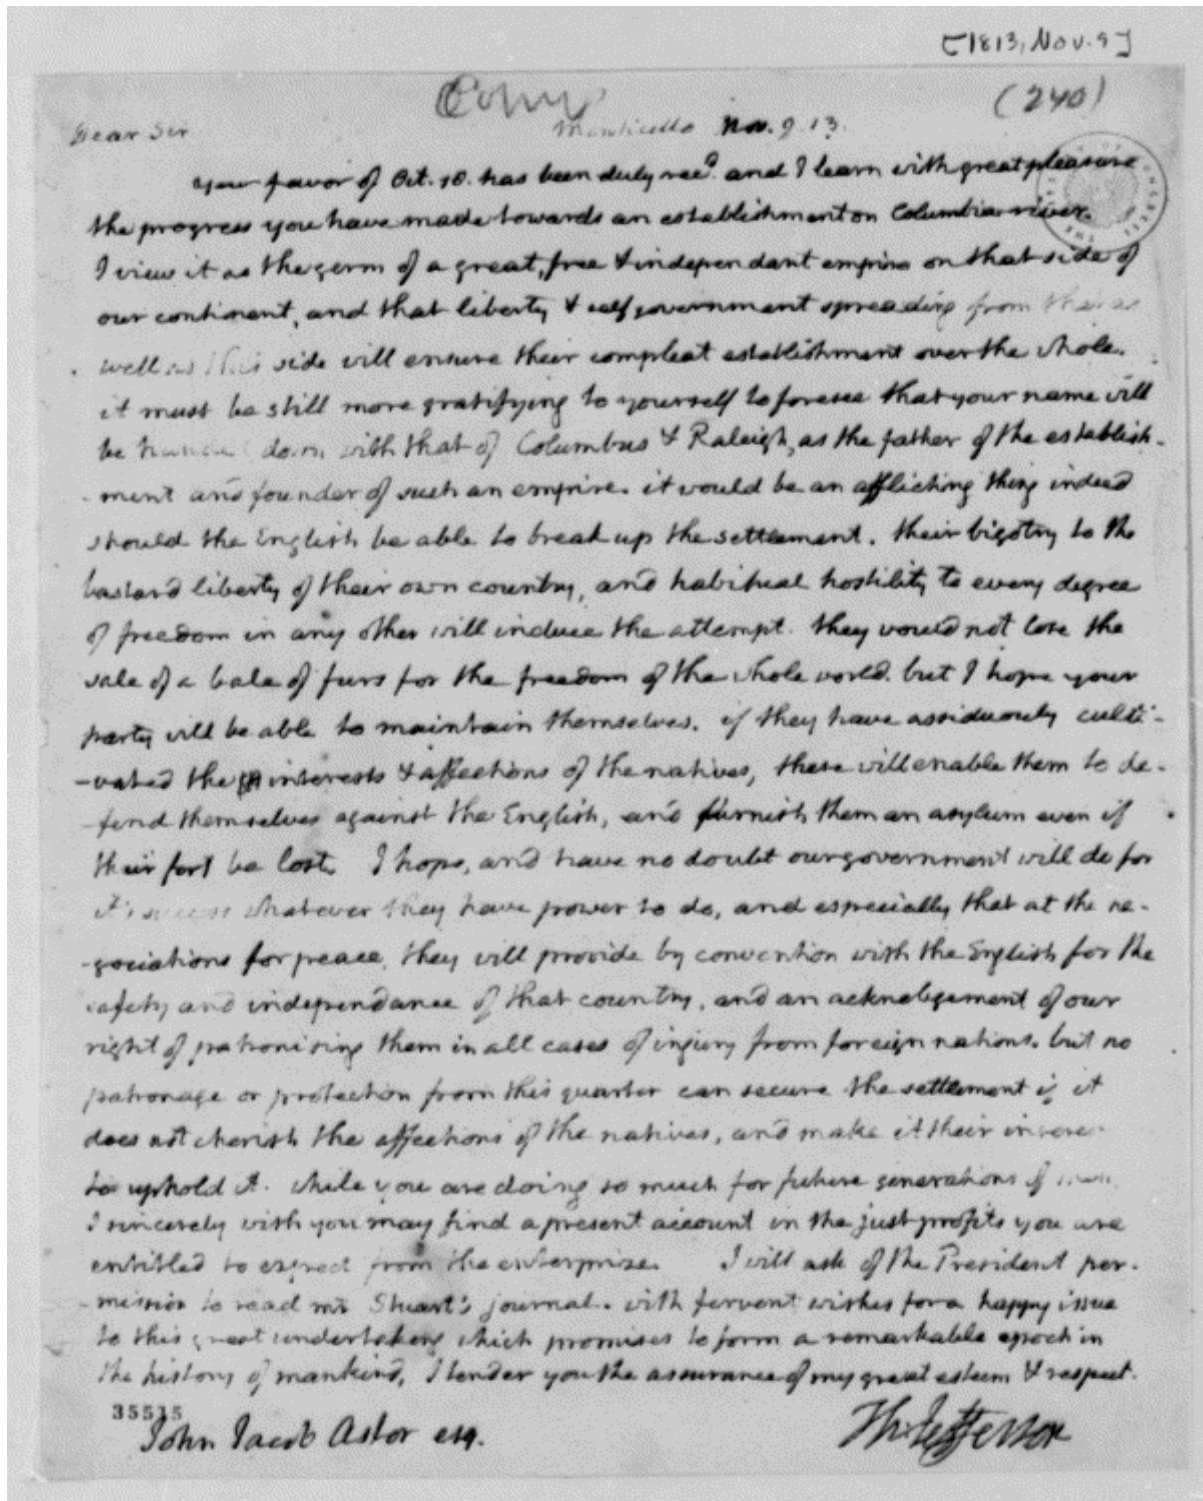 [1813, Nov. 9]
Copy
(240)
Dear Sir
Monticello Nov. 9. 13.
your favor of Oct. 18. has been duly recd. and I learn with great pleasure
the progress you have made towards an establishment on Columbia river.
I view it as the germ of a great, free & independant empire on that side of
our continent, and that liberty & self government spreading from that as
well as this side will ensure their compleat establishment over the whole.
it must be still more gratifying to yourself to foresee that your name will
be handed down with that of Columbus & Raleigh, as the father of the establish-
-ment and founder of such an empire. it would be an afflicting thing indeed
should the English be able to break up the settlement. their bigotry to the
bastard liberty of their own country, and habitual hostility to every degree
of freedom in any other will induce the attempt. they would not lose the
sale of a bale of furs for the freedom of the whole world. but I hope your
party will be able to maintain themselves. if they have assiduously culti-
-vated the interests & affections of the natives, these will enable them to de-
-fend themselves against the English, and furnish them an asylum even if
their fort be lost. I hope, and have no doubt our government will do for
it's success whatever they have power to do, and especially that at the ne-
-gociations for peace, they will provide by convention with the English for the
safety and independance of that country, and an acknolegement of our
right of patronising them in all cases of injury from foreign nations. but no
patronage or protection from this quarter can secure the settlement if it
does not cherish the affections of the natives, and make it their interest
to uphold it. while you are doing so much for future generations of men
I sincerely wish you may find a present account in the just profits you are
entitled to expect from the enterprize. I will ask of the President per-
-mission to read mr Stuart's journal. with fervent wishes for a happy issue
to this great undertaking which promises to form a remarkable epoch in
the history of mankind, I tender you the assurance of my great esteem & respect.
35515
Th: Jefferson
John Jacob Astor esq.